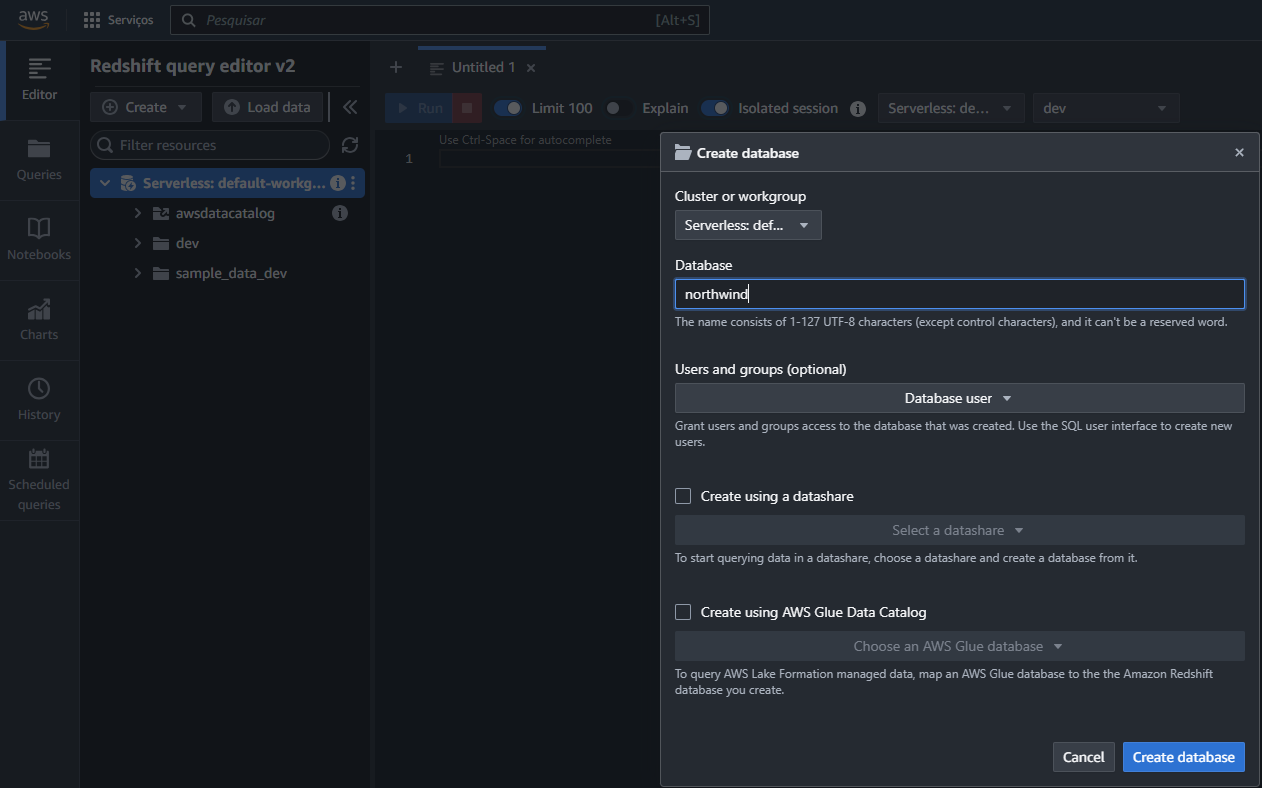 aws
Serviços
Pesquisar
[Alt+S]
Editor
Queries
Notebooks
Charts
History
Scheduled
queries
Redshift query editor v2
Create
Load data
Filter resources
Serverless: default-workg...
awsdatacatalog
dev
sample_data_dev
Untitled 1
Run
Limit 100
Explain
Isolated session
Serverless: de...
dev
Use Ctrl-Space for autocomplete
1
Create database
Cluster or workgroup
Serverless: def...
Database
northwind
The name consists of 1-127 UTF-8 characters (except control characters), and it can't be a reserved word.
Users and groups (optional)
Database user
Grant users and groups access to the database that was created. Use the SQL user interface to create new
users.
Create using a datashare
Select a datashare
To start querying data in a datashare, choose a datashare and create a database from it.
Create using AWS Glue Data Catalog
Choose an AWS Glue database
To query AWS Lake Formation managed data, map an AWS Glue database to the the Amazon Redshift
database you create.
Cancel
Create database